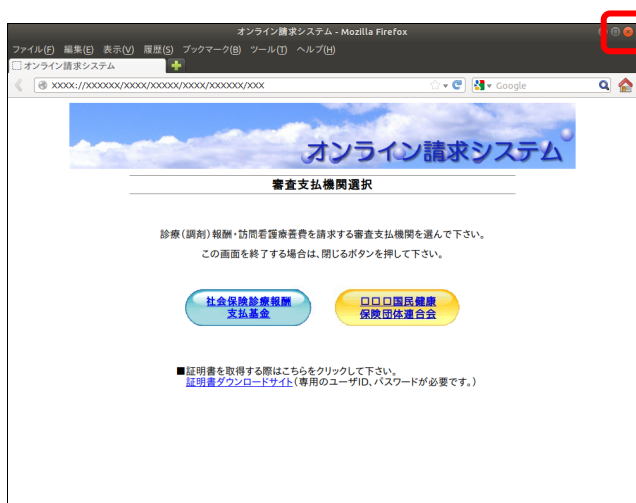 オンライン請求システム - Mozilla Firefox
ファイル(F) 編集(E) 表示(V) 履歴(S) ブックマーク(B) ツール(T) ヘルプ(H)
オンライン請求システム
XXXX://XXXXXX/XXXX/XXXXX/XXXX/XXXXXX/XXX
Google
オンライン請求システム
審査支払機関選択
診療(調剤)報酬・訪問看護療養費を請求する審査支払機関を選んで下さい。
この画面を終了する場合は、閉じるボタンを押して下さい。
社会保険診療報酬
支払基金
□□□国民健康
保険団体連合会
■証明書を取得する際はこちらをクリックして下さい。
証明書ダウンロードサイト(専用のユーザID、パスワードが必要です。)